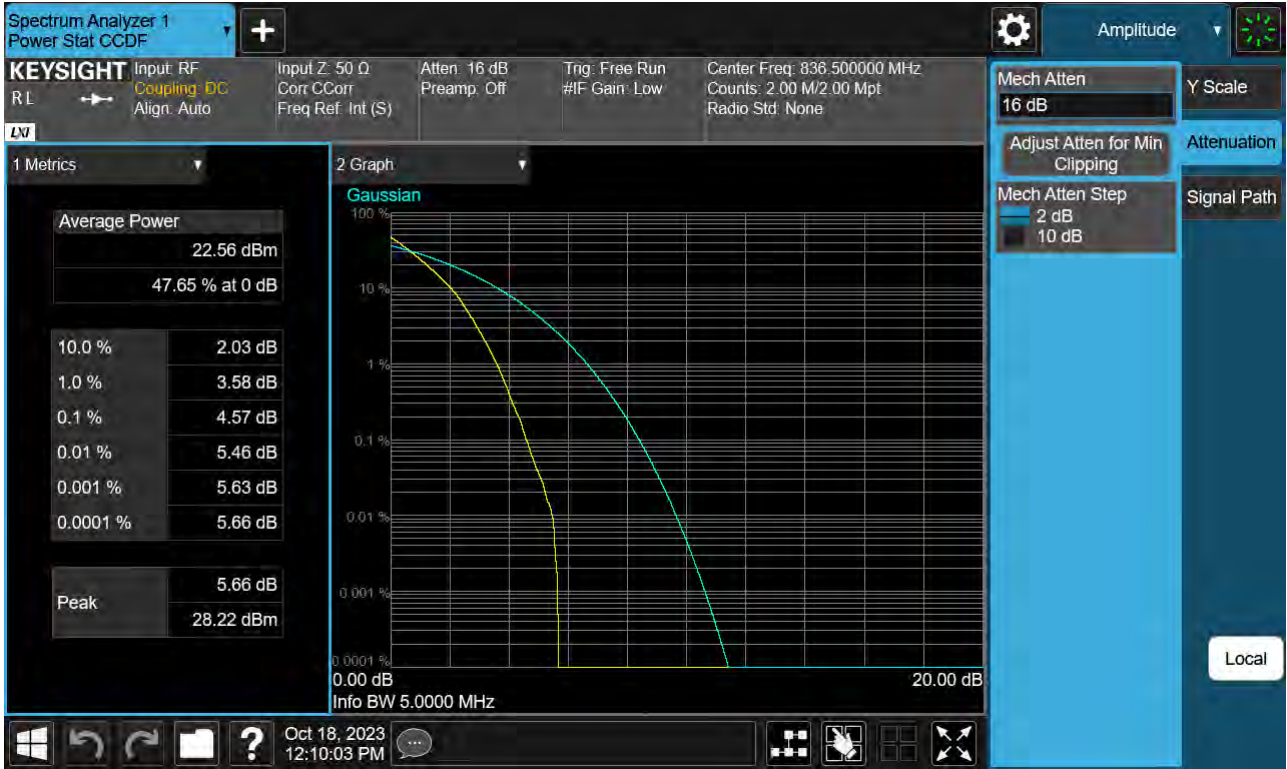 Spectrum Analyzer 1
Power Stat CCDF
+
Amplitude
KEYSIGHT
RL
LXI
Input: RF
Coupling: DC
Align: Auto
Input Z: 50 Ω
Corr CCorr
Freq Ref: Int (S)
Atten: 16 dB
Preamp: Off
Trig: Free Run
#IF Gain: Low
Center Freq: 836.500000 MHz
Counts: 2.00 M/2.00 Mpt
Radio Std: None
Mech Atten
16 dB
Adjust Atten for Min
Clipping
Mech Atten Step
2 dB
10 dB
Y Scale
Attenuation
Signal Path
Local
1 Metrics
Average Power
22.56 dBm
47.65 % at 0 dB
10.0 % 2.03 dB
1.0 % 3.58 dB
0.1 % 4.57 dB
0.01 % 5.46 dB
0.001 % 5.63 dB
0.0001 % 5.66 dB
Peak
5.66 dB
28.22 dBm
2 Graph
Gaussian
100 %
10 %
1 %
0.1 %
0.01 %
0.001 %
0.0001 %
0.00 dB 20.00 dB
Info BW 5.0000 MHz
?
Oct 18, 2023
12:10:03 PM